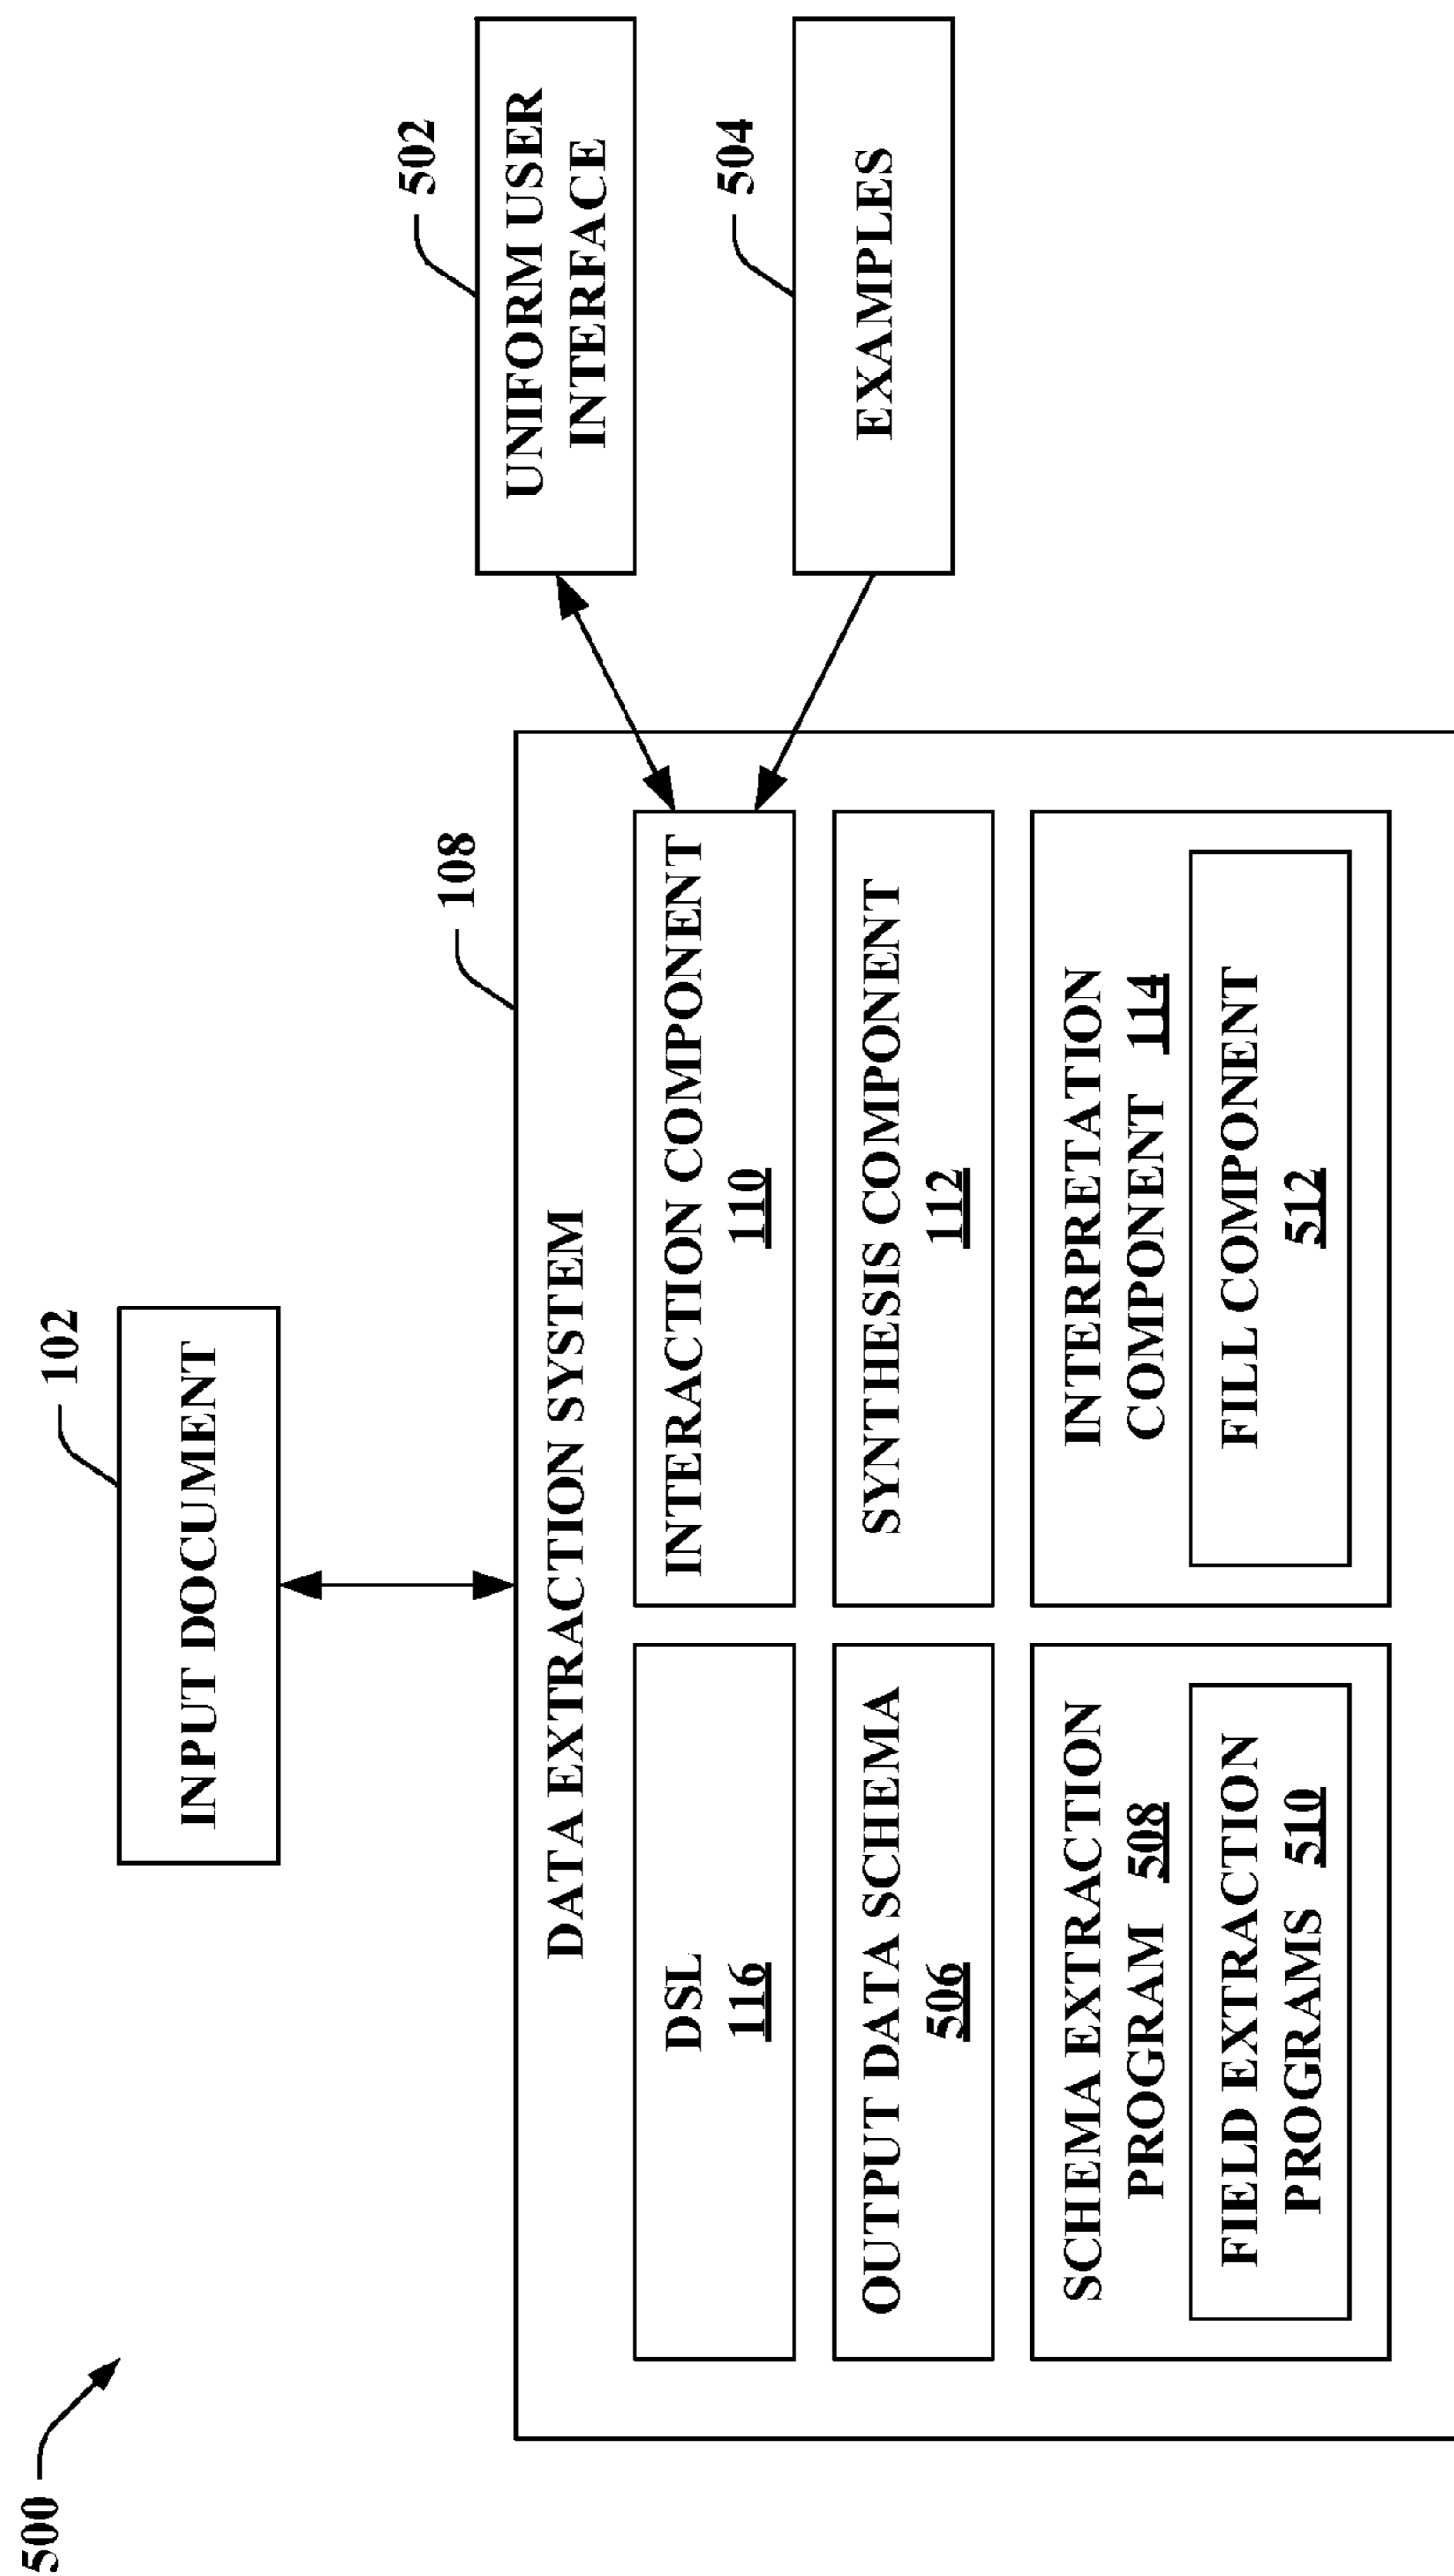 500
102
INPUT DOCUMENT
108
DATA EXTRACTION SYSTEM
DSL
116
INTERACTION COMPONENT
110
OUTPUT DATA SCHEMA
506
SYNTHESIS COMPONENT
112
SCHEMA EXTRACTION
PROGRAM 508
FIELD EXTRACTION
PROGRAMS 510
INTERPRETATION
COMPONENT 114
FILL COMPONENT
512
502
UNIFORM USER
INTERFACE
504
EXAMPLES